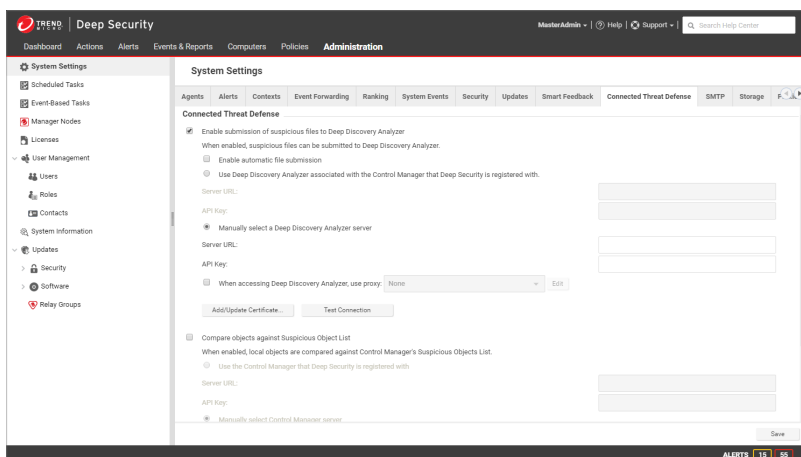 TREND MICRO Deep Security
MasterAdmin Help Support Search Help Center
Dashboard Actions Alerts Events & Reports Computers Policies Administration
System Settings
Scheduled Tasks
Event-Based Tasks
Manager Nodes
Licenses
User Management
Users
Roles
Contacts
System Information
Updates
Security
Software
Relay Groups
System Settings
Agents Alerts Contexts Event Forwarding Ranking System Events Security Updates Smart Feedback Connected Threat Defense SMTP Storage
Connected Threat Defense
Enable submission of suspicious files to Deep Discovery Analyzer
When enabled, suspicious files can be submitted to Deep Discovery Analyzer.
Enable automatic file submission
Use Deep Discovery Analyzer associated with the Control Manager that Deep Security is registered with.
Server URL:
API Key:
Manually select a Deep Discovery Analyzer server
Server URL:
API Key:
When accessing Deep Discovery Analyzer, use proxy: None Edit
Add/Update Certificate... Test Connection
Compare objects against Suspicious Object List
When enabled, local objects are compared against Control Manager's Suspicious Objects List.
Use the Control Manager that Deep Security is registered with
Server URL:
API Key:
Manually select Control Manager server
Save
ALERTS 15 55